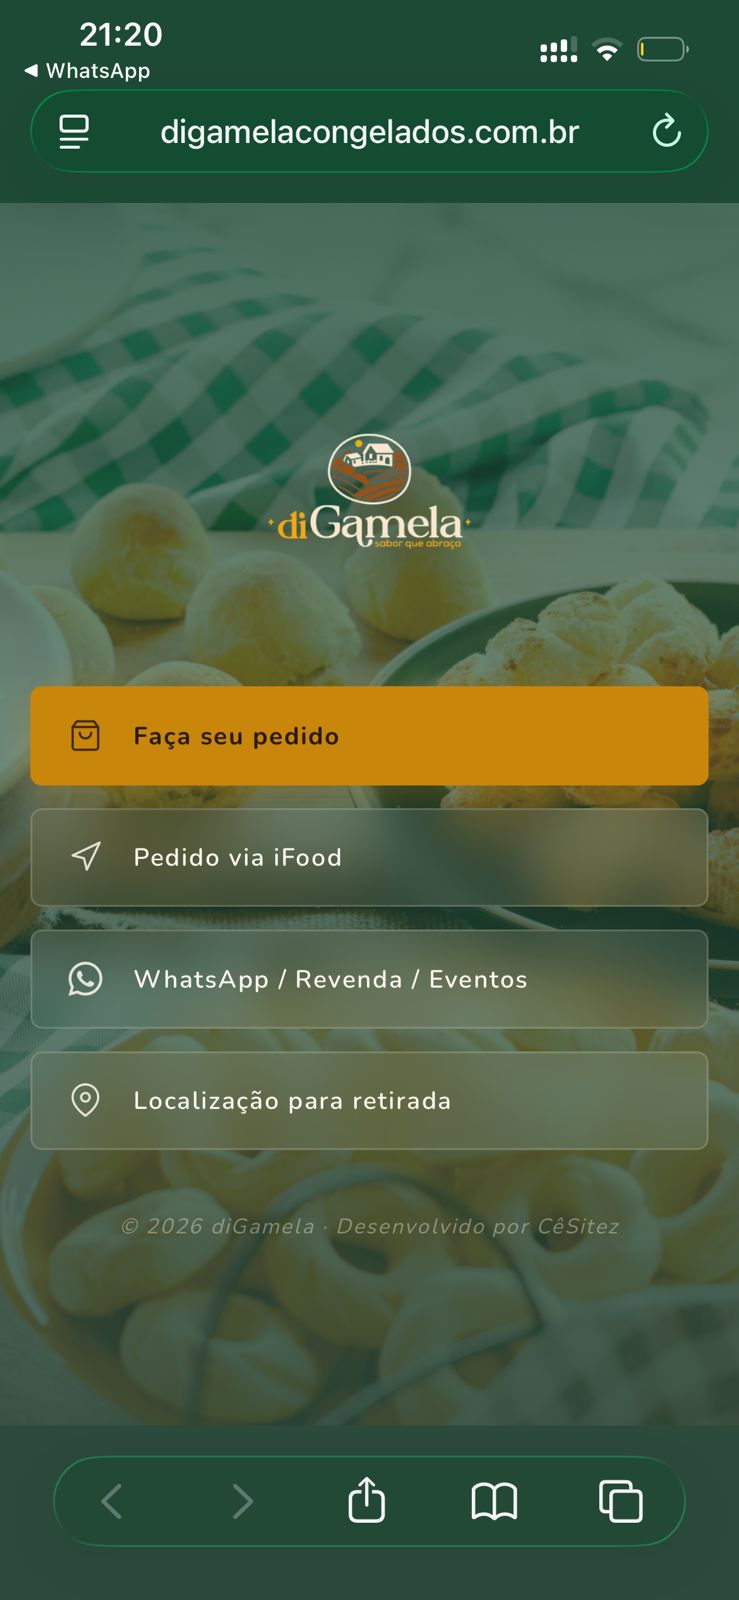 21:20
WhatsApp
digamelacongelados.com.br
diGamela
sabor que abraça
Faça seu pedido
Pedido via iFood
WhatsApp / Revenda / Eventos
Localização para retirada
© 2026 diGamela · Desenvolvido por CêSitez